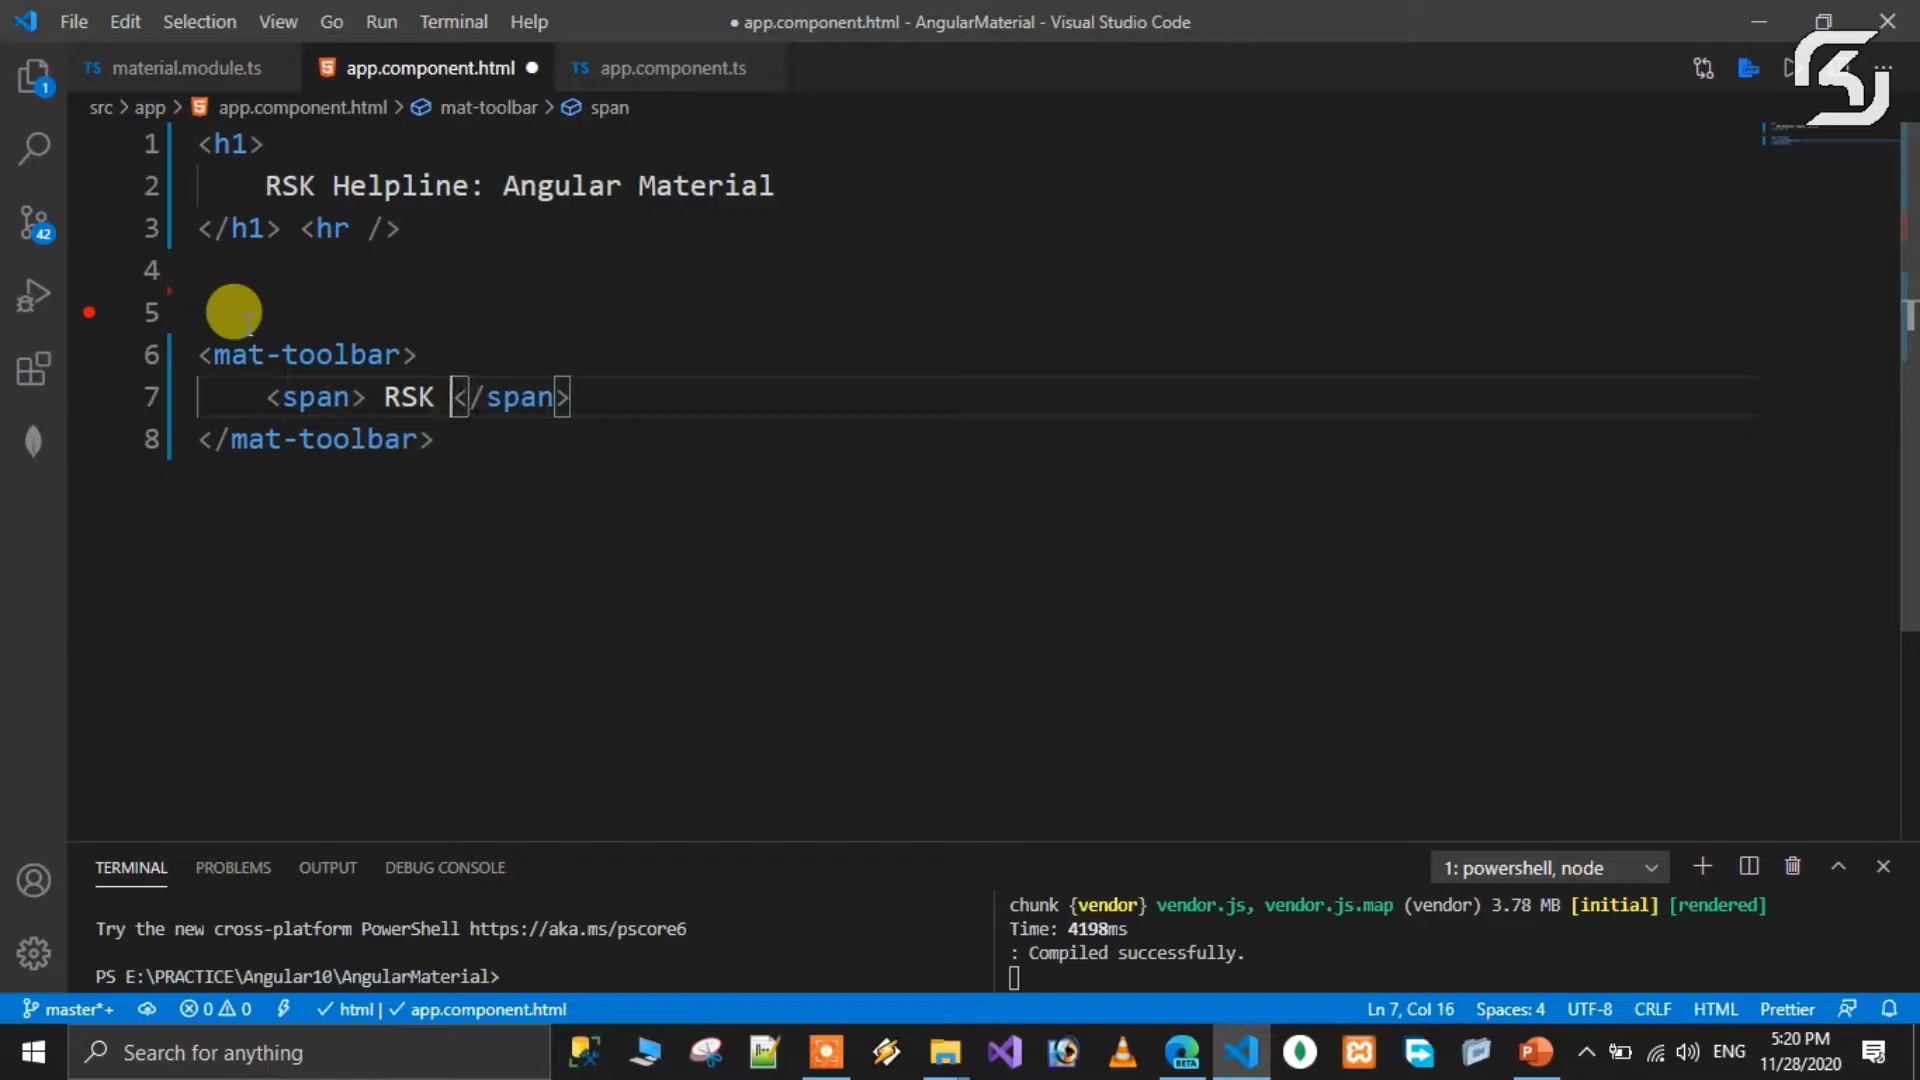 File Edit Selection View Go Run Terminal Help
● app.component.html - AngularMaterial - Visual Studio Code
TS material.module.ts
app.component.html ●
TS app.component.ts
1
src > app > app.component.html > mat-toolbar > span
1 <h1>
2 RSK Helpline: Angular Material
3 </h1> <hr />
42
4
5
6 <mat-toolbar>
7 <span> RSK </span>
8 </mat-toolbar>
TERMINAL PROBLEMS OUTPUT DEBUG CONSOLE
1: powershell, node
Try the new cross-platform PowerShell https://aka.ms/pscore6
PS E:\PRACTICE\Angular10\AngularMaterial>
chunk {vendor} vendor.js, vendor.js.map (vendor) 3.78 MB [initial] [rendered]
Time: 4198ms
: Compiled successfully.
master*+ 0 0 html | app.component.html
Ln 7, Col 16 Spaces: 4 UTF-8 CRLF HTML Prettier
Search for anything
BETA
ENG
5:20 PM
11/28/2020